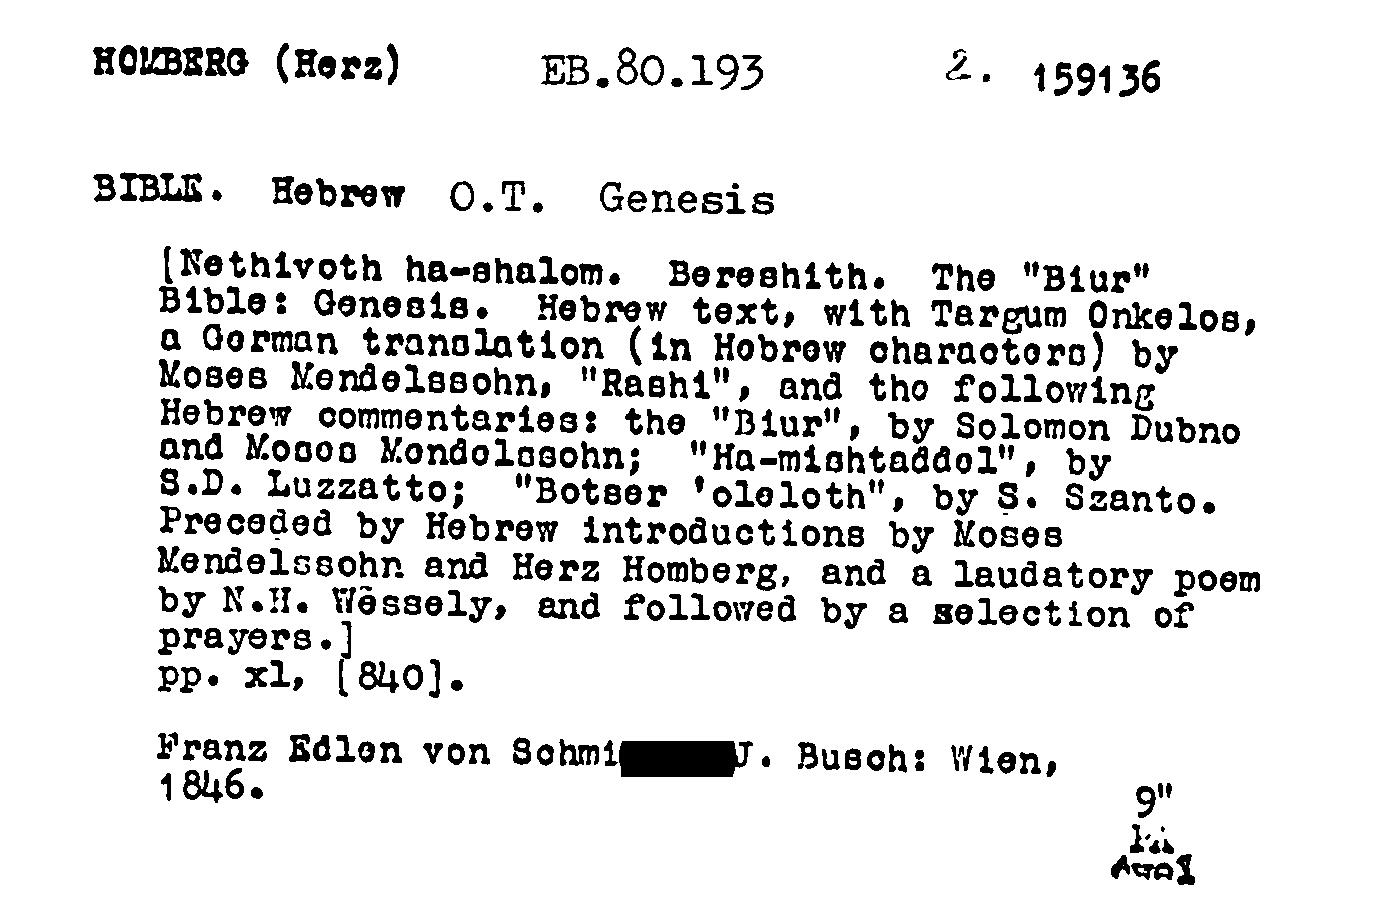 HOMBERG (Herz) EB.80.193 2. 159136
BIBLE. Hebrew O.T. Genesis
[Nethivoth ha-shalom. Bereshith. The "Biur"
Bible: Genesis. Hebrew text, with Targum Onkelos,
a German translation (in Hebrew characters) by
Moses Mendelssohn, "Rashi", and the following
Hebrew commentaries: the "Biur", by Solomon Dubno
and Moses Mendelssohn; "Ha-mishtaddel", by
S.D. Luzzatto; "Botser 'oleloth", by S. Szanto.
Preceded by Hebrew introductions by Moses
Mendelssohn and Herz Homberg, and a laudatory poem
by N.H. Wessely, and followed by a selection of
prayers.]
pp. xl, [840].
Franz Edlen von J. Busch: Wien,
1846.
9"